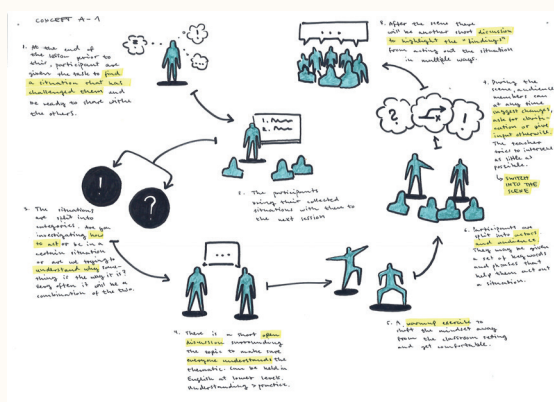 CONCEPT A-1
1. At the end of
the session prior to
this, participant are
given the task to find
a situation that has
challenged them and
be ready to share with
the others.
!
?
2. The situations
are split into
categories. Are you
investigating how
to act or be in a
certain situation
or are we trying to
understand why some-
thing is the way it is?
Very often it will be a
combination of the two.
1.
2.
3. The participants
bring their collected
situations with them to
the next session
...
4. There is a short open
discussion surrounding
the topic to make sure
everyone understands the
thematic. Can be held in
English at lower levels.
Understanding > practice.
5. A warmup exercise to
shift the mindset away
from the classroom setting
and get comfortable.
6. Participants are
split into actors
and audience.
They may be given
a set of keywords
and phrases that
help them act out
a situation.
?
x
!
7. During the
scene, audience
members can
at any time
suggest changes,
ask for clarifi-
cation or give
input otherwise.
The teacher
tries to intervene
as little as
possible.
↳ SWITCH
INTO THE
SCENE
8. After the scene there
will be another short discussion
to highlight the "findings"
from acting out the situation
in multiple ways.
...